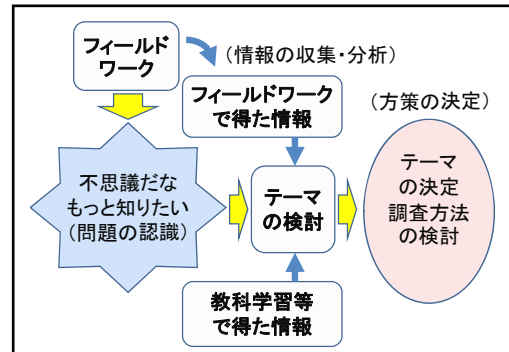 フィールド
ワーク
(情報の収集・分析)
フィールドワーク
で得た情報
(方策の決定)
不思議だな
もっと知りたい
(問題の認識)
テーマ
の検討
テーマ
の決定
調査方法
の検討
教科学習等
で得た情報